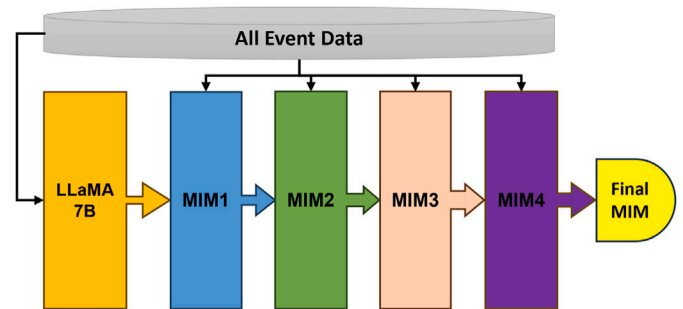 All Event Data
LLaMA
7B
MIM1
MIM2
MIM3
MIM4
Final
MIM